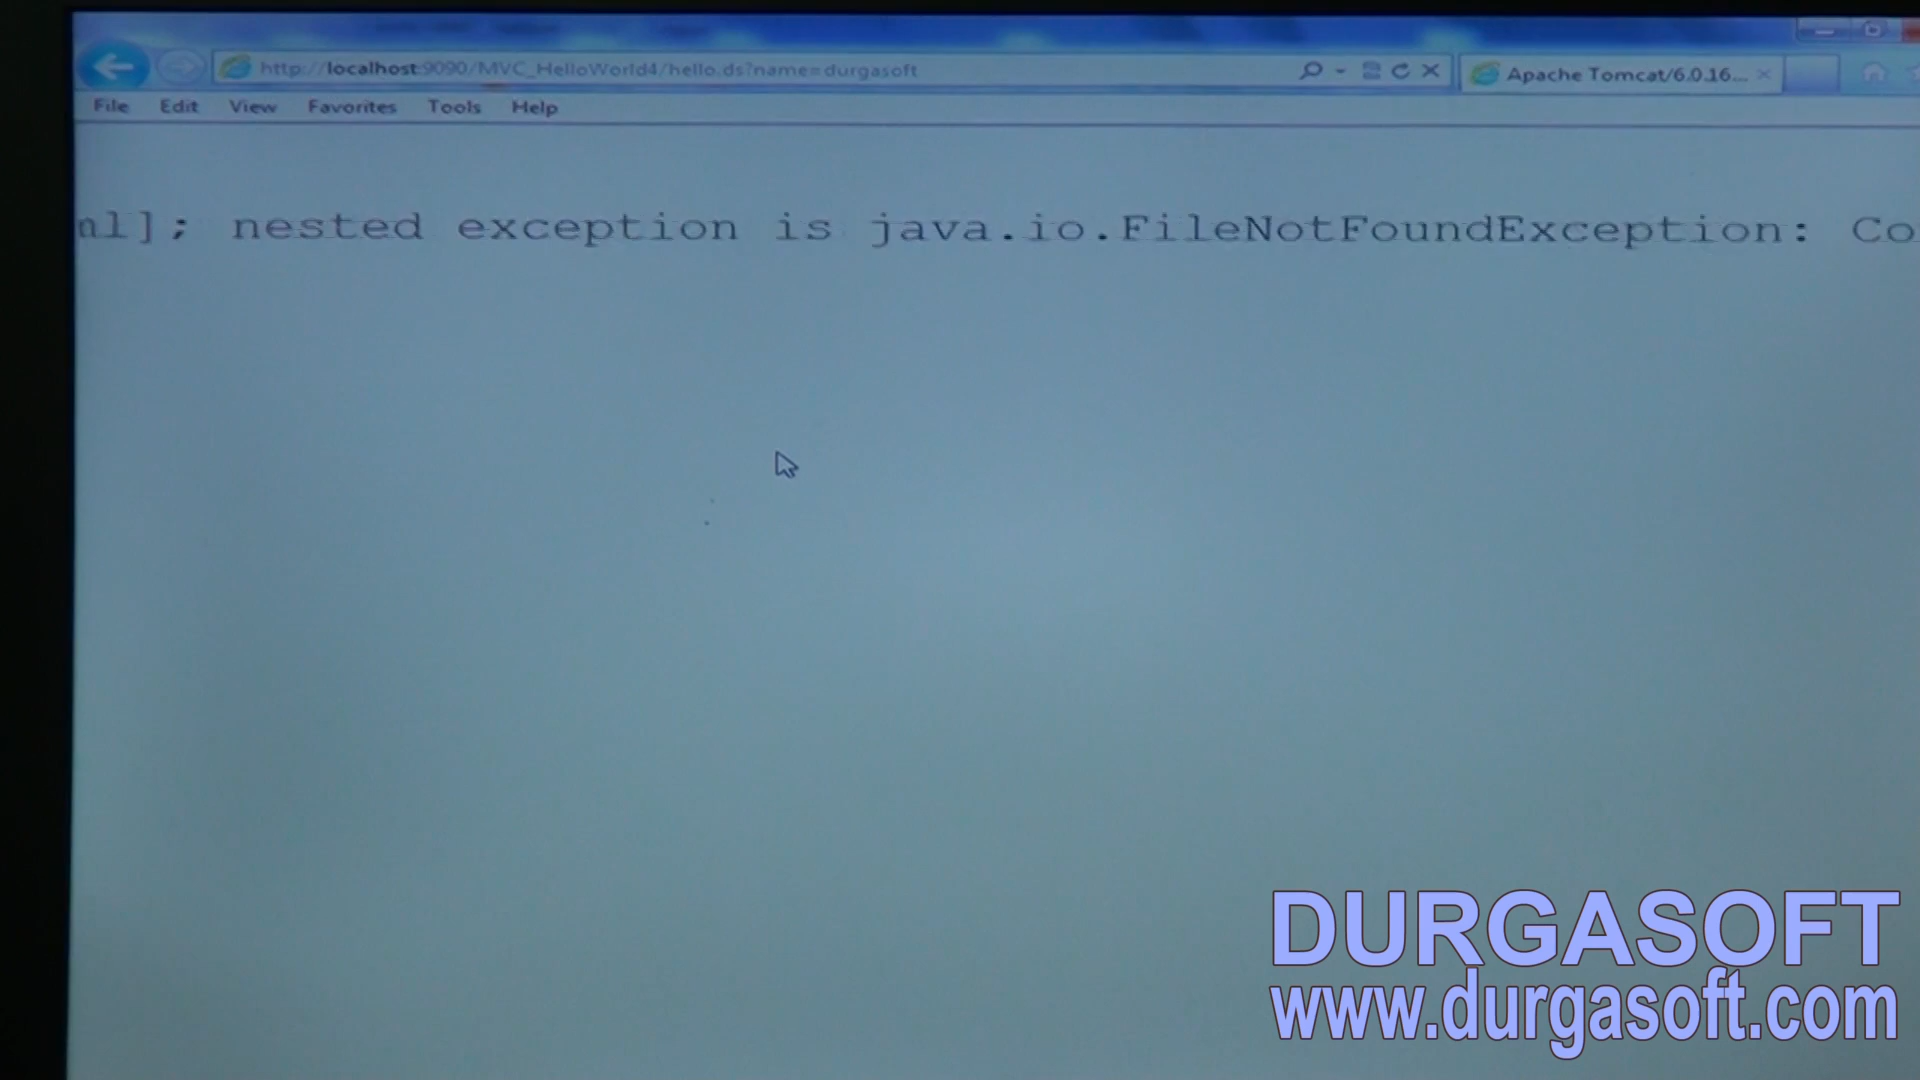 http://localhost:9090/MVC_HelloWorld4/hello.ds?name=durgasoft
Apache Tomcat/6.0.16...
File Edit View Favorites Tools Help
ml]; nested exception is java.io.FileNotFoundException: Co
DURGASOFT
www.durgasoft.com